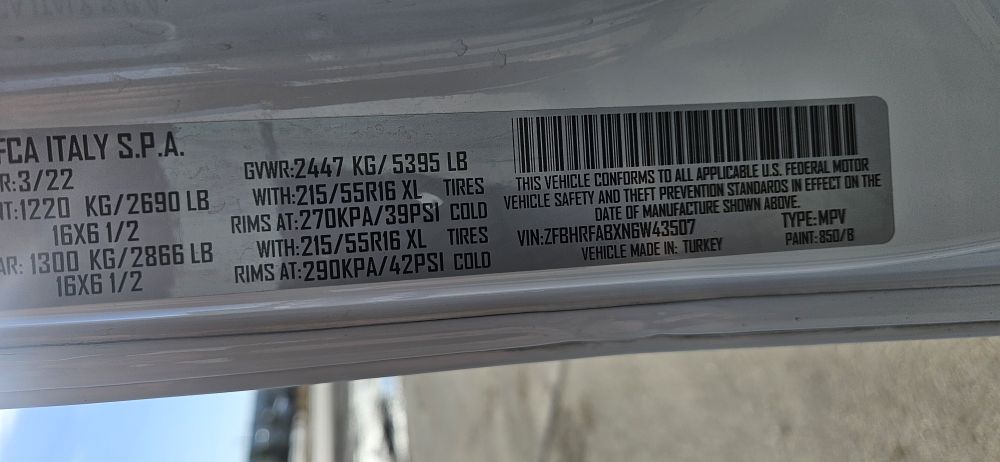 FCA ITALY S.P.A.
R:3/22
NT:1220 KG/2690 LB
16X6 1/2
AR: 1300 KG/2866 LB
16X6 1/2
GVWR:2447 KG/5395 LB
WITH:215/55R16 XL TIRES
RIMS AT:270KPA/39PSI COLD
WITH:215/55R16 XL TIRES
RIMS AT:290KPA/42PSI COLD
THIS VEHICLE CONFORMS TO ALL APPLICABLE U.S. FEDERAL MOTOR
VEHICLE SAFETY AND THEFT PREVENTION STANDARDS IN EFFECT ON THE
DATE OF MANUFACTURE SHOWN ABOVE.
VIN:ZFBHRFABXN6W43507 TYPE:MPV
VEHICLE MADE IN: TURKEY PAINT:850/B